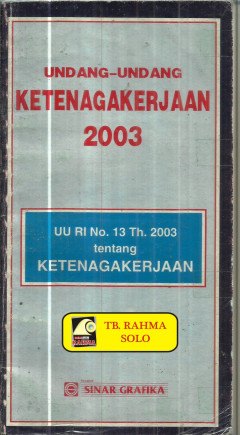 UNDANG-UNDANG
KETENAGAKERJAAN
2003
UU RI No. 13 Th. 2003
tentang
KETENAGAKERJAAN
TB. RAHMA
SOLO
SINAR GRAFIKA